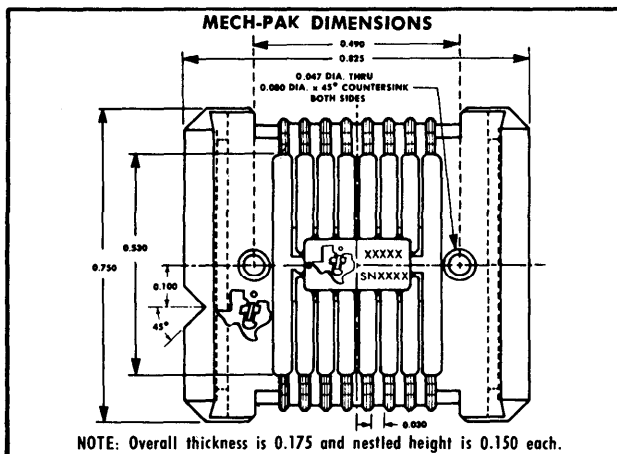 MECH-PAK DIMENSIONS
0.490
0.825
0.047 DIA. THRU
0.080 DIA. x 45° COUNTERSINK
BOTH SIDES
0.530
0.750
0.100
45°
XXXXX
SNXXXX
0.030
NOTE: Overall thickness is 0.175 and nestled height is 0.150 each.